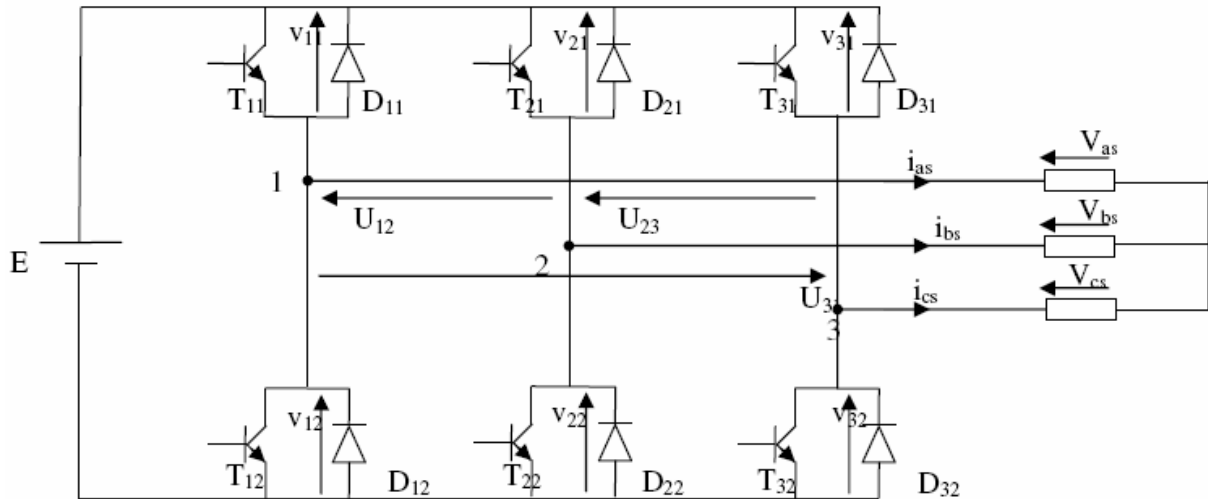 v₁₁ v₂₁ v₃₁
T₁₁ D₁₁ T₂₁ D₂₁ T₃₁ D₃₁
Vas
1 ias
U₁₂ U₂₃
Vbs
E 2 ibs
Vcs
U₃ ics
3
v₁₂ v₂₂ v₃₂
T₁₂ D₁₂ T₂₂ D₂₂ T₃₂ D₃₂